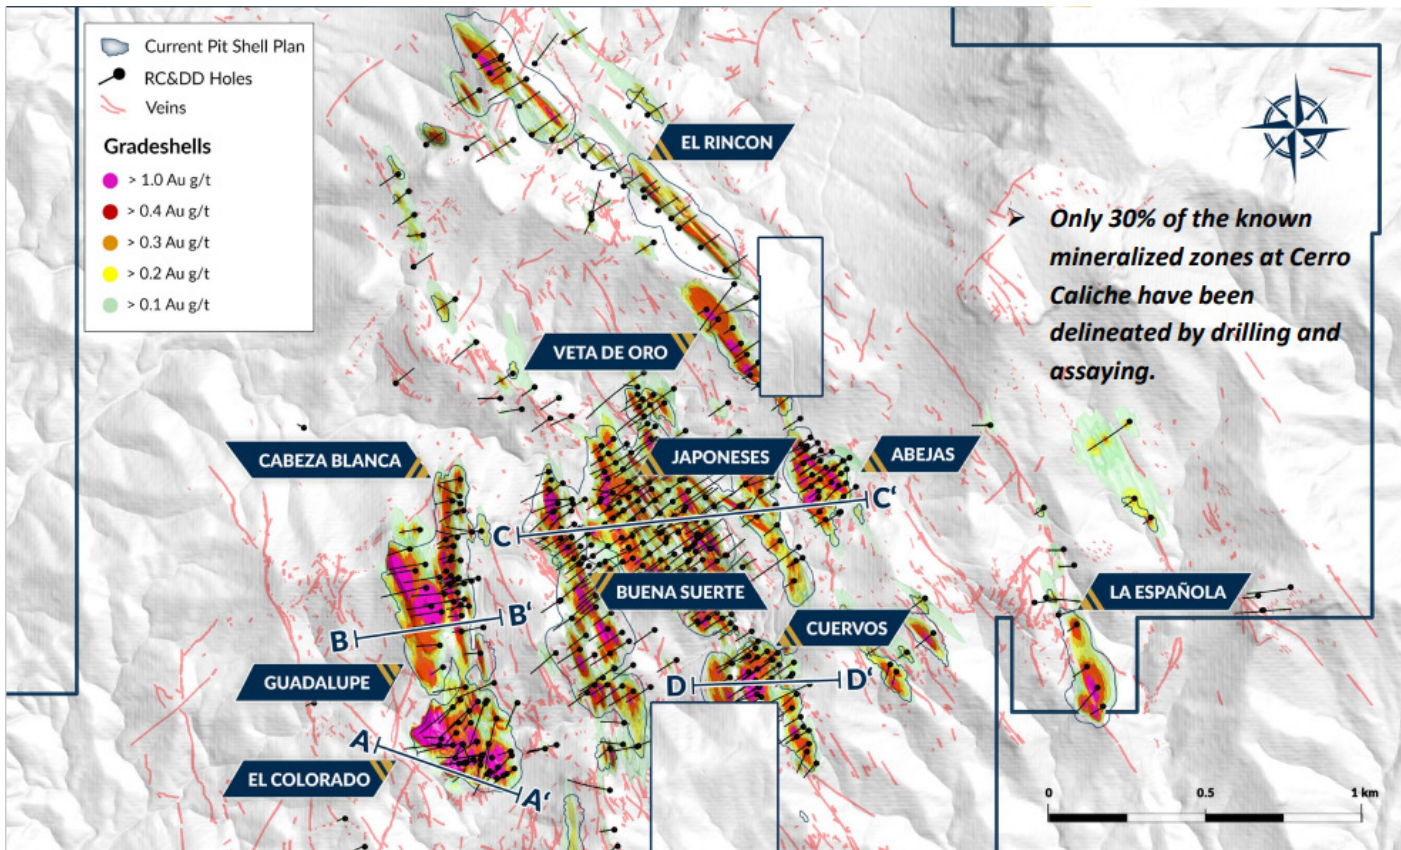 Current Pit Shell Plan
RC&DD Holes
Veins
Gradeshells
> 1.0 Au g/t
> 0.4 Au g/t
> 0.3 Au g/t
> 0.2 Au g/t
> 0.1 Au g/t
EL RINCON
➢ Only 30% of the known
mineralized zones at Cerro
Caliche have been
delineated by drilling and
assaying.
VETA DE ORO
CABEZA BLANCA
JAPONESES
ABEJAS
C
C'
BUENA SUERTE
LA ESPAÑOLA
B
B'
CUERVOS
GUADALUPE
D
D'
A
EL COLORADO
A'
0
0.5
1 km